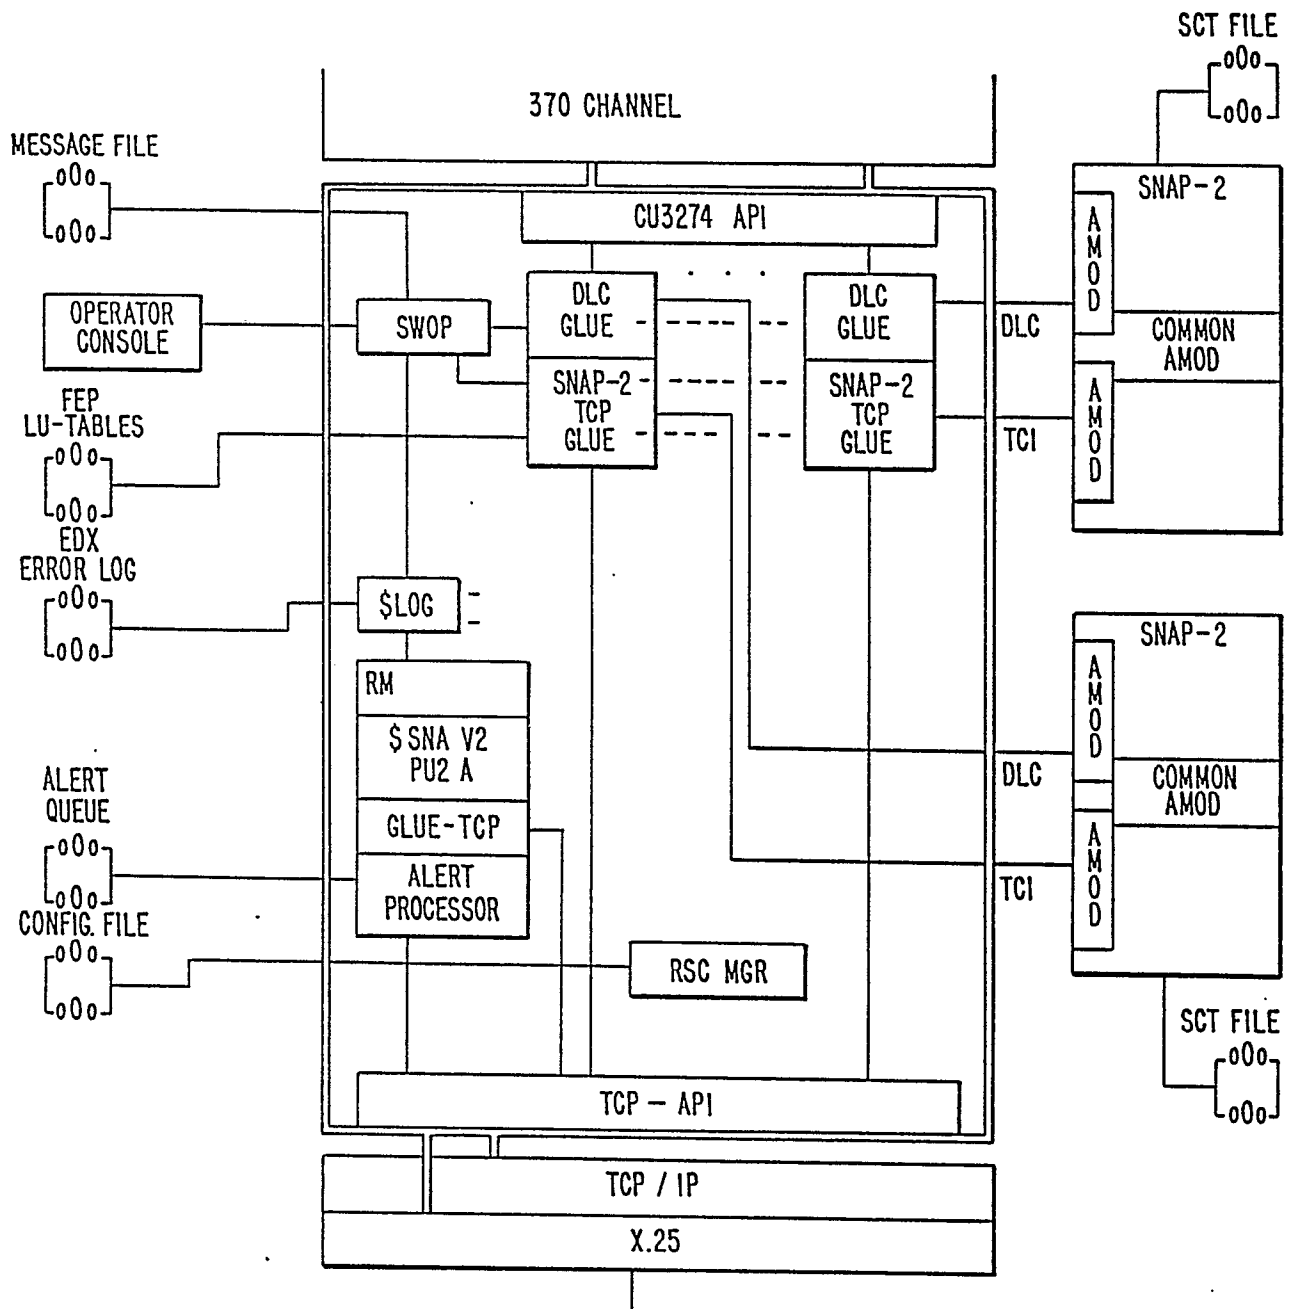 SCT FILE
370 CHANNEL
MESSAGE FILE
SNAP-2
CU3274 API
AMOD
OPERATOR
CONSOLE
SWOP
DLC
GLUE
DLC
GLUE
DLC
COMMON
AMOD
FEP
LU-TABLES
SNAP-2
TCP
GLUE
SNAP-2
TCP
GLUE
TCI
AMOD
EDX
ERROR LOG
$LOG
SNAP-2
RM
AMOD
$ SNA V2
PU2 A
ALERT
QUEUE
DLC
COMMON
AMOD
GLUE-TCP
ALERT
PROCESSOR
TCI
AMOD
CONFIG. FILE
RSC MGR
SCT FILE
TCP - API
TCP / IP
X.25